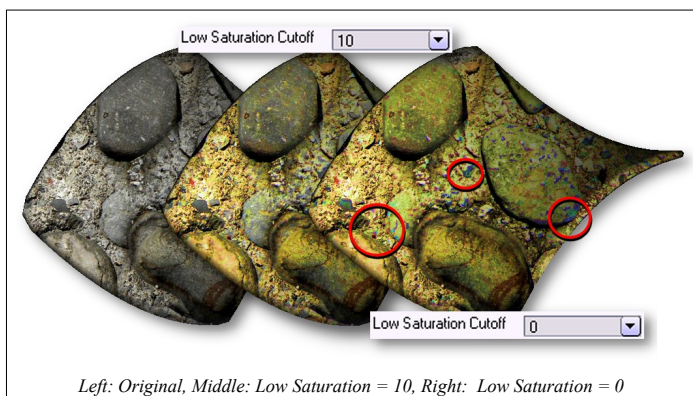 Low Saturation Cutoff 10
Low Saturation Cutoff 0
Left: Original, Middle: Low Saturation = 10, Right: Low Saturation = 0